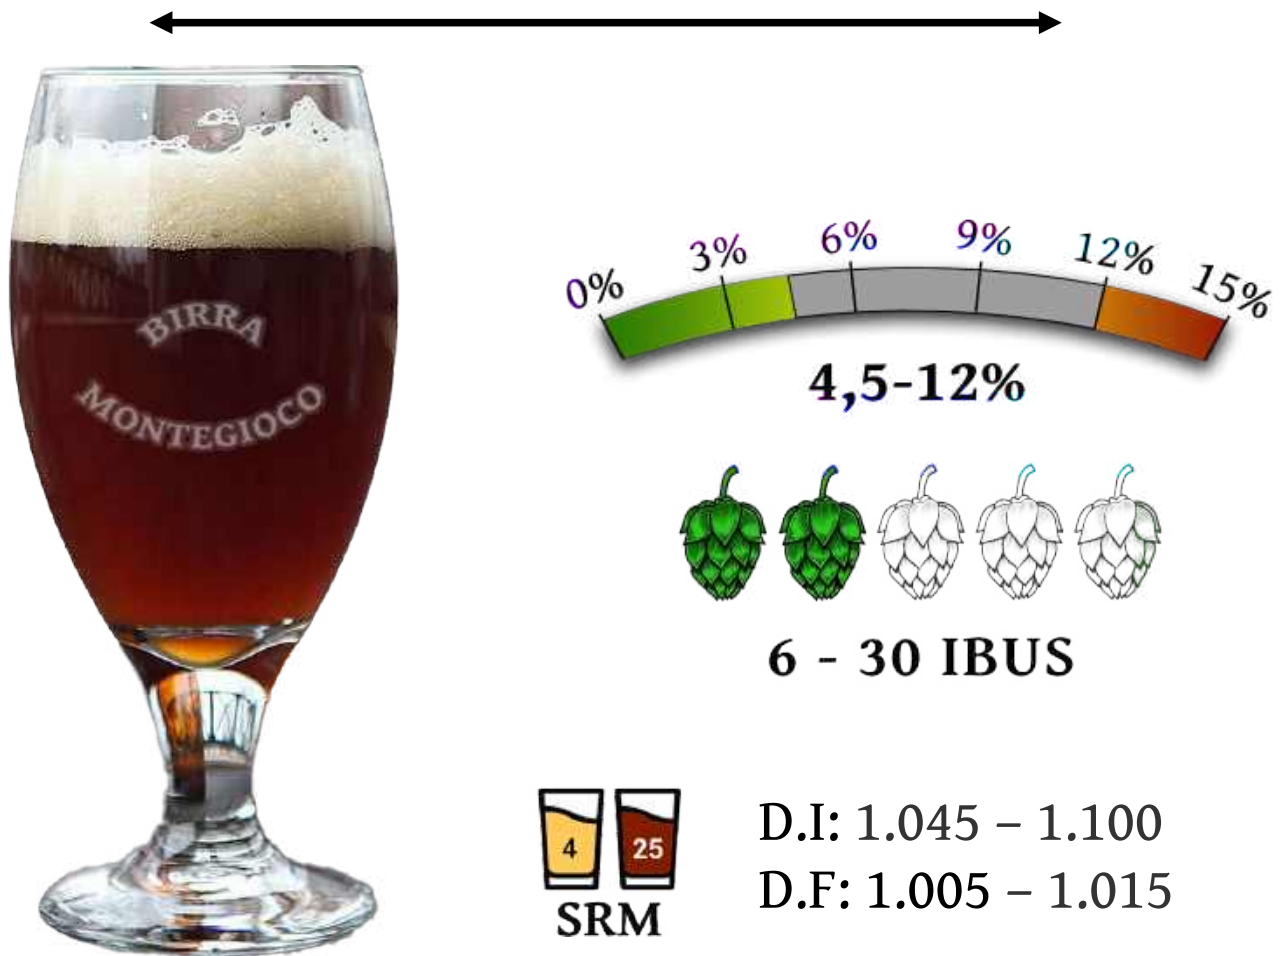 BIRRA
MONTEGIOCO
0% 3% 6% 9% 12% 15%
4,5-12%
6 - 30 IBUS
4 25
SRM
D.I: 1.045 – 1.100
D.F: 1.005 – 1.015